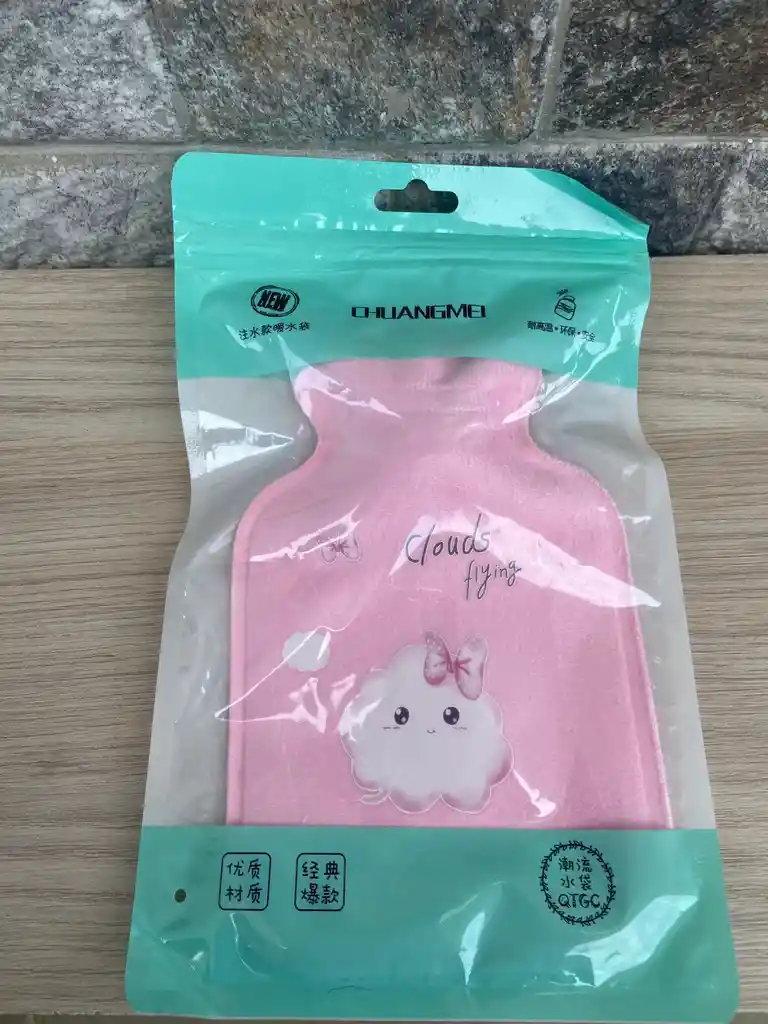 NEW
注水款暖水袋
CHUANGMEI
耐高温•环保•安全
clouds
flying
优质
材质
经典
爆款
潮流
水袋
QTGC